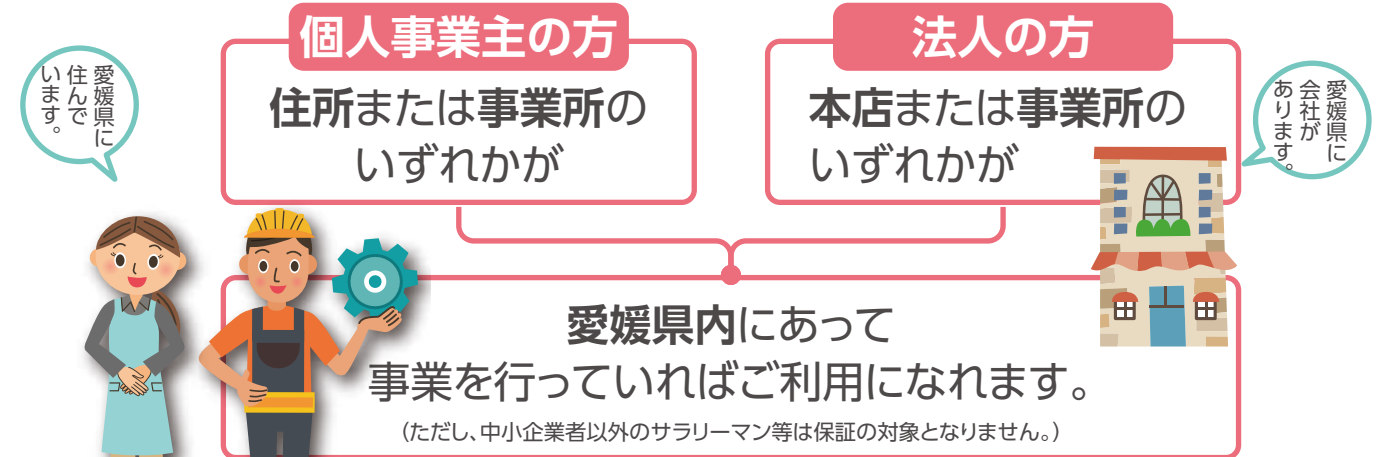 愛媛県に
住んで
います。
個人事業主の方
住所または事業所の
いずれかが
法人の方
本店または事業所の
いずれかが
愛媛県に
会社が
あります。
愛媛県内にあって
事業を行っていればご利用になれます。
（ただし、中小企業者以外のサラリーマン等は保証の対象となりません。）